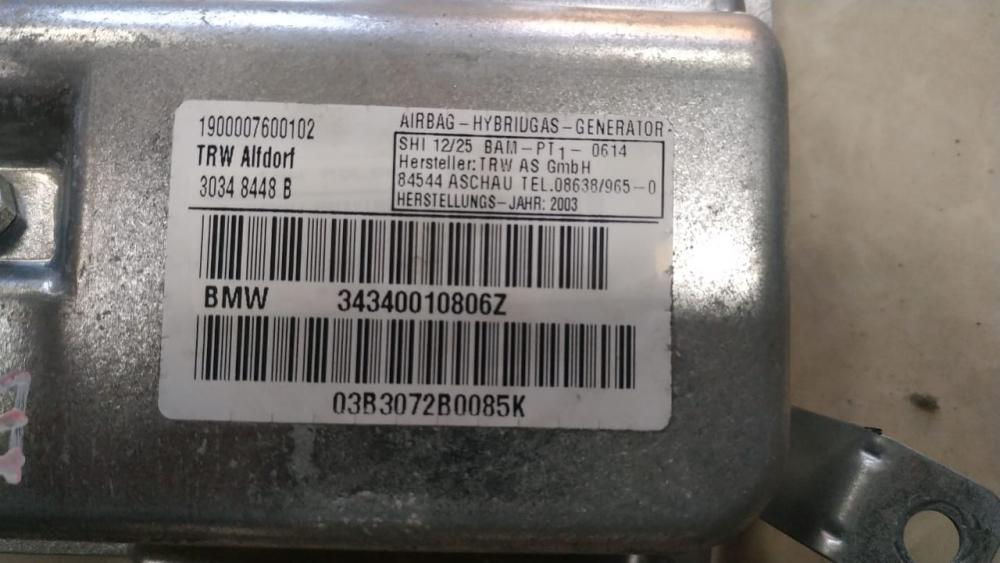 1900007600102
TRW Alfdorf
3034 8448 B
AIRBAG-HYBRIDGAS-GENERATOR
SHI 12/25 BAM-PT1- 0614
Hersteller: TRW AS GmbH
84544 ASCHAU TEL.08638/965-0
HERSTELLUNGS-JAHR: 2003
BMW 34340010806Z
03B3072B0085K